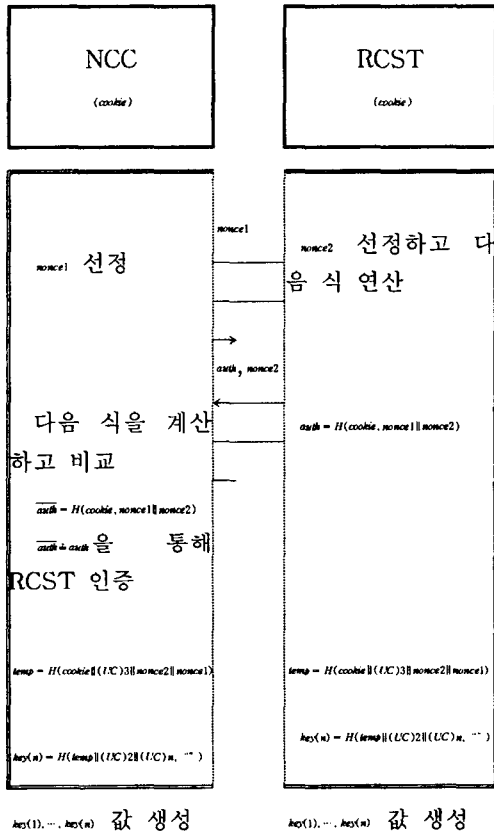 NCC
(cookie)
RCST
(cookie)
nonce1
nonce1 선정
nonce2 선정하고 다
음 식 연산
auth, nonce2
다음 식을 계산
하고 비교
auth = H(cookie, nonce1||nonce2)
auth = H(cookie, nonce1||nonce2)
auth ≟ auth 을 통해
RCST 인증
temp = H(cookie||(UC)3||nonce2||nonce1)
temp = H(cookie||(UC)3||nonce2||nonce1)
key(n) = H(temp||(UC)2||(UC)n, "")
key(n) = H(temp||(UC)2||(UC)n, "")
key(1), ⋯, key(n) 값 생성
key(1), ⋯, key(n) 값 생성